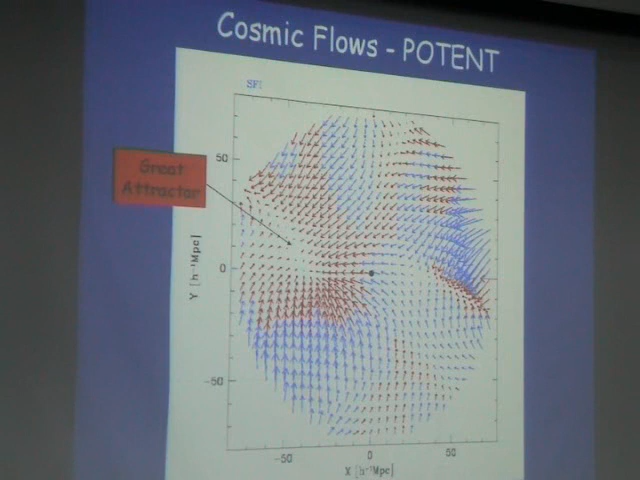 Cosmic Flows - POTENT
SFI
Great
Attractor
50
0
-50
Y [h⁻¹Mpc]
-50
0
50
X [h⁻¹Mpc]